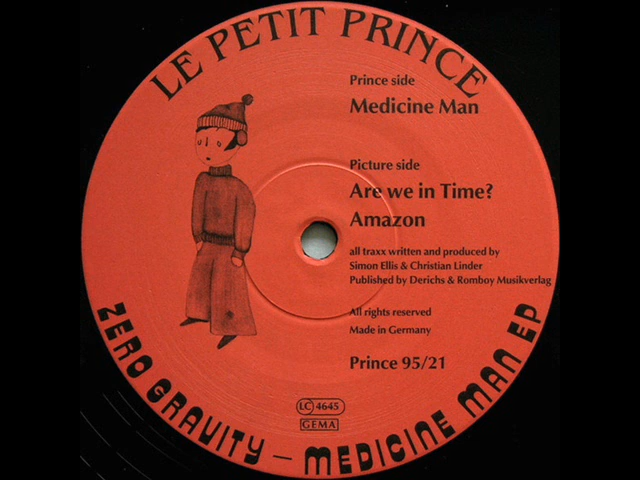 LE PETIT PRINCE
Prince side
Medicine Man
Picture side
Are we in Time?
Amazon
all traxx written and produced by
Simon Ellis & Christian Linder
Published by Derichs & Romboy Musikverlag
All rights reserved
Made in Germany
Prince 95/21
LC 4645
GEMA
ZERO GRAVITY – MEDICINE MAN EP